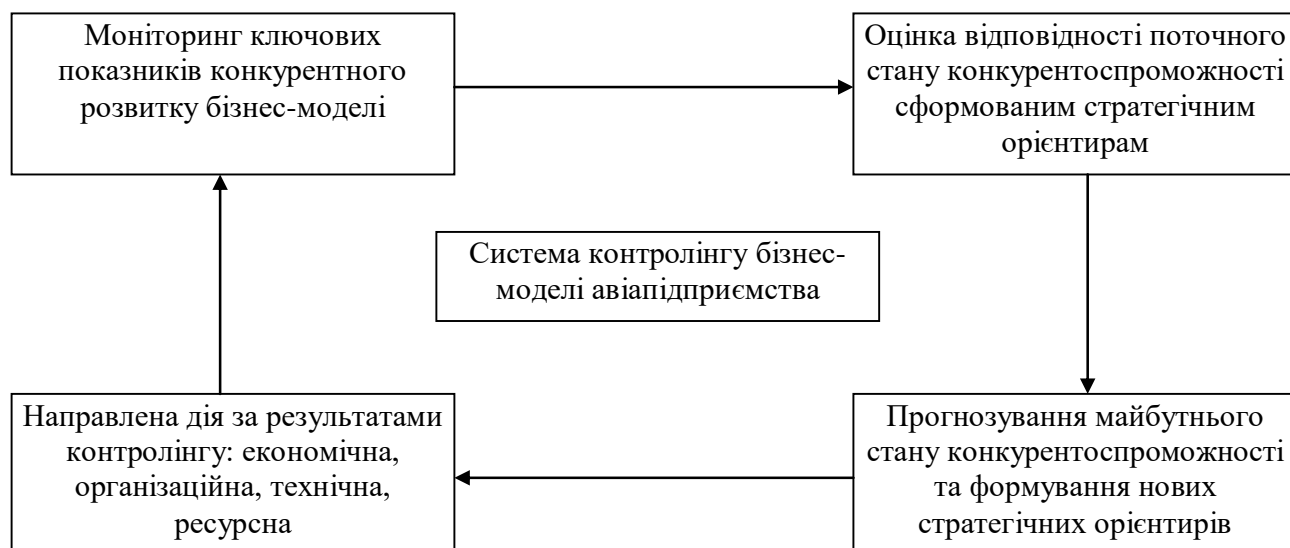 Моніторинг ключових
показників конкурентного
розвитку бізнес-моделі
Оцінка відповідності поточного
стану конкурентоспроможності
сформованим стратегічним
орієнтирам
Система контролінгу бізнес-
моделі авіапідприємства
Направлена дія за результатами
контролінгу: економічна,
організаційна, технічна,
ресурсна
Прогнозування майбутнього
стану конкурентоспроможності
та формування нових
стратегічних орієнтирів